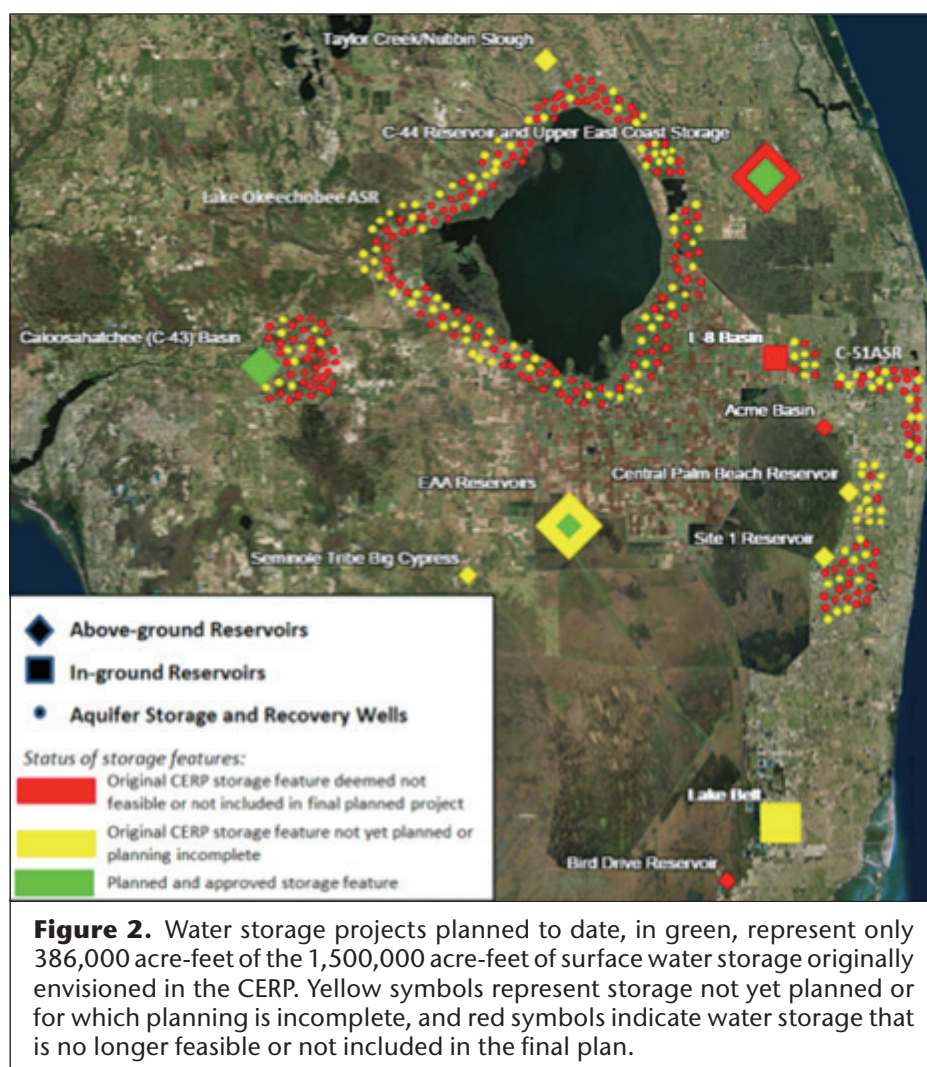 Taylor Creek/Nubbin Slough
C-44 Reservoir and Upper East Coast Storage
Lake Okeechobee ASR
Caloosahatchee (C-43) Basin
L-8 Basin
C-51ASR
Acme Basin
Central Palm Beach Reservoir
EAA Reservoirs
Site 1 Reservoir
Seminole Tribe Big Cypress
Above-ground Reservoirs
In-ground Reservoirs
Aquifer Storage and Recovery Wells
Status of storage features:
Original CERP storage feature deemed not
feasible or not included in final planned project
Original CERP storage feature not yet planned or
planning incomplete
Planned and approved storage feature
Lake Belt
Bird Drive Reservoir
Figure 2. Water storage projects planned to date, in green, represent only
386,000 acre-feet of the 1,500,000 acre-feet of surface water storage originally
envisioned in the CERP. Yellow symbols represent storage not yet planned or
for which planning is incomplete, and red symbols indicate water storage that
is no longer feasible or not included in the final plan.